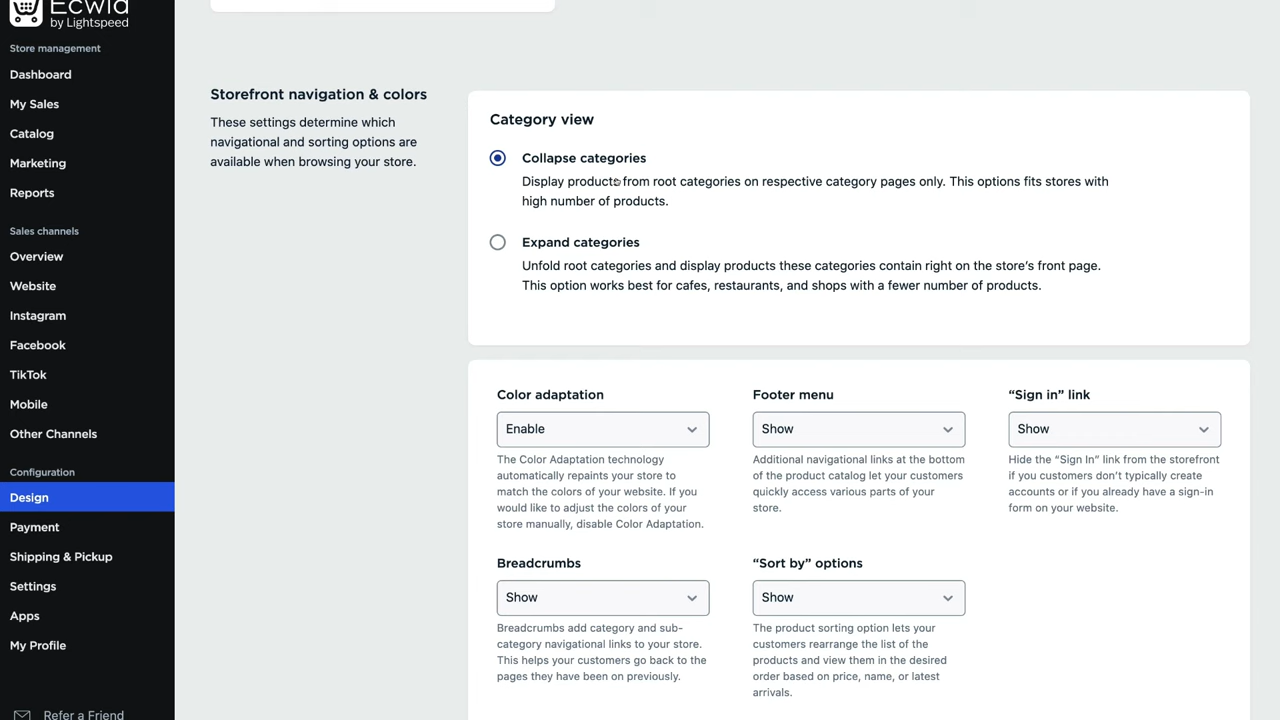 Ecwid
by Lightspeed
Store management
Dashboard
My Sales
Catalog
Marketing
Reports
Sales channels
Overview
Website
Instagram
Facebook
TikTok
Mobile
Other Channels
Configuration
Design
Payment
Shipping & Pickup
Settings
Apps
My Profile
Refer a Friend
Storefront navigation & colors
These settings determine which
navigational and sorting options are
available when browsing your store.
Category view
Collapse categories
Display products from root categories on respective category pages only. This options fits stores with
high number of products.
Expand categories
Unfold root categories and display products these categories contain right on the store’s front page.
This option works best for cafes, restaurants, and shops with a fewer number of products.
Color adaptation
Enable
The Color Adaptation technology
automatically repaints your store to
match the colors of your website. If you
would like to adjust the colors of your
store manually, disable Color Adaptation.
Footer menu
Show
Additional navigational links at the bottom
of the product catalog let your customers
quickly access various parts of your
store.
“Sign in” link
Show
Hide the “Sign In” link from the storefront
if you customers don’t typically create
accounts or if you already have a sign-in
form on your website.
Breadcrumbs
Show
Breadcrumbs add category and sub-
category navigational links to your store.
This helps your customers go back to the
pages they have been on previously.
“Sort by” options
Show
The product sorting option lets your
customers rearrange the list of the
products and view them in the desired
order based on price, name, or latest
arrivals.